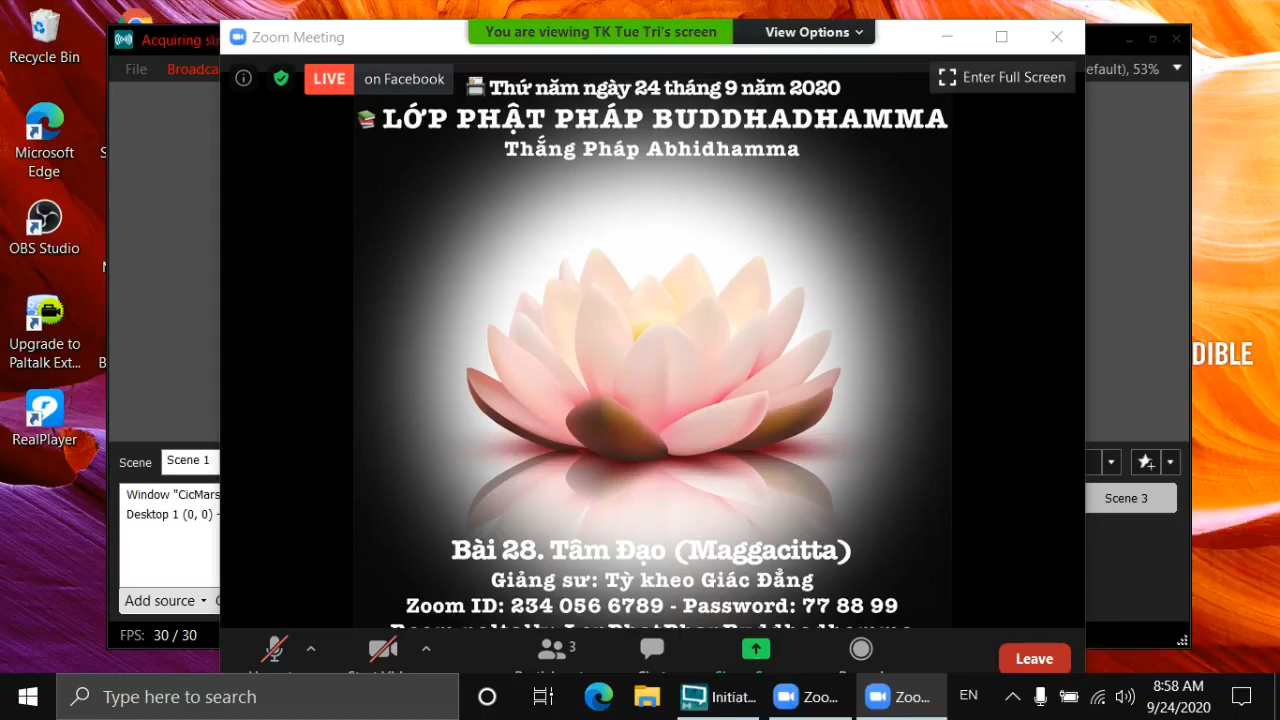 Recycle Bin
Microsoft Edge
OBS Studio
Upgrade to Paltalk Ext...
RealPlayer
Acquiring
File
Broadca
efault), 53%
Zoom Meeting
You are viewing TK Tue Tri's screen
View Options
LIVE on Facebook
Enter Full Screen
Thứ năm ngày 24 tháng 9 năm 2020
LỚP PHẬT PHÁP BUDDHADHAMMA
Thắng Pháp Abhidhamma
DIBLE
Bài 28. Tâm Đạo (Maggacitta)
Giảng sư: Tỳ kheo Giác Đẳng
Zoom ID: 234 056 6789 - Password: 77 88 99
Scene
Scene 1
Window "CicMars
Desktop 1 (0, 0) -
Add source
FPS: 30 / 30
Scene 3
3
Leave
Type here to search
Initiat...
Zoo...
Zoo...
EN
8:58 AM
9/24/2020